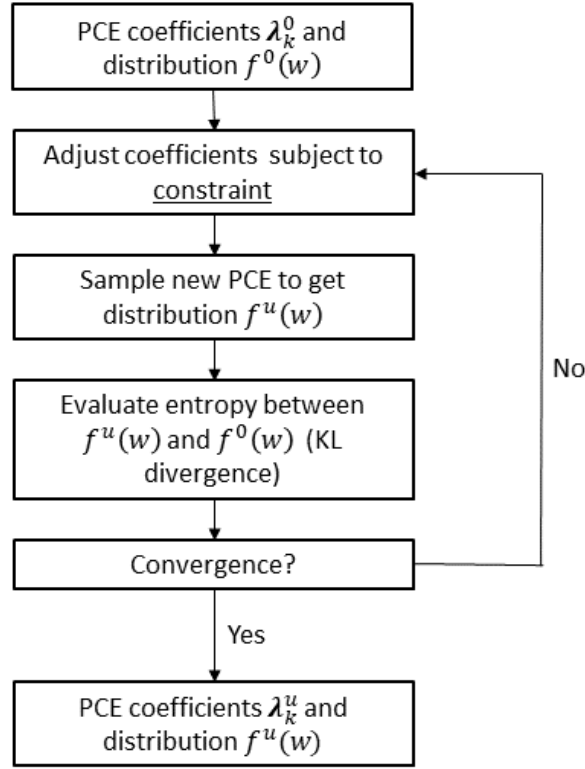 PCE coefficients λ_k^0 and
distribution f^0(w)
Adjust coefficients subject to
constraint
Sample new PCE to get
distribution f^u(w)
Evaluate entropy between
f^u(w) and f^0(w) (KL
divergence)
No
Convergence?
Yes
PCE coefficients λ_k^u and
distribution f^u(w)